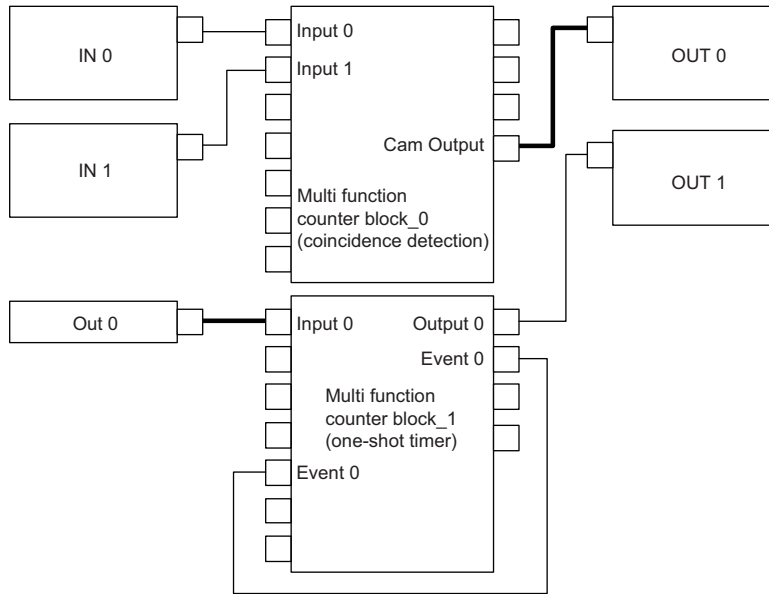 IN 0
Input 0
Input 1
IN 1
Cam Output
Multi function
counter block_0
(coincidence detection)
OUT 0
OUT 1
Out 0
Input 0
Output 0
Event 0
Multi function
counter block_1
(one-shot timer)
Event 0